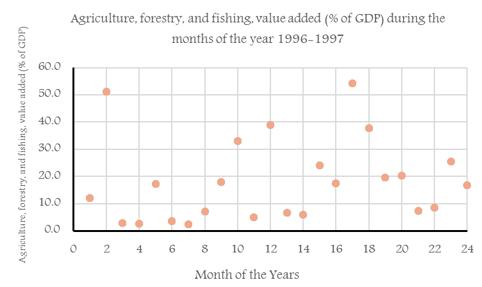 Agriculture, forestry, and fishing, value added (% of GDP) during the
months of the year 1996-1997
Agriculture, forestry, and fishing, value added (% of GDP)
60.0
50.0
40.0
30.0
20.0
10.0
0.0
0 2 4 6 8 10 12 14 16 18 20 22 24
Month of the Years